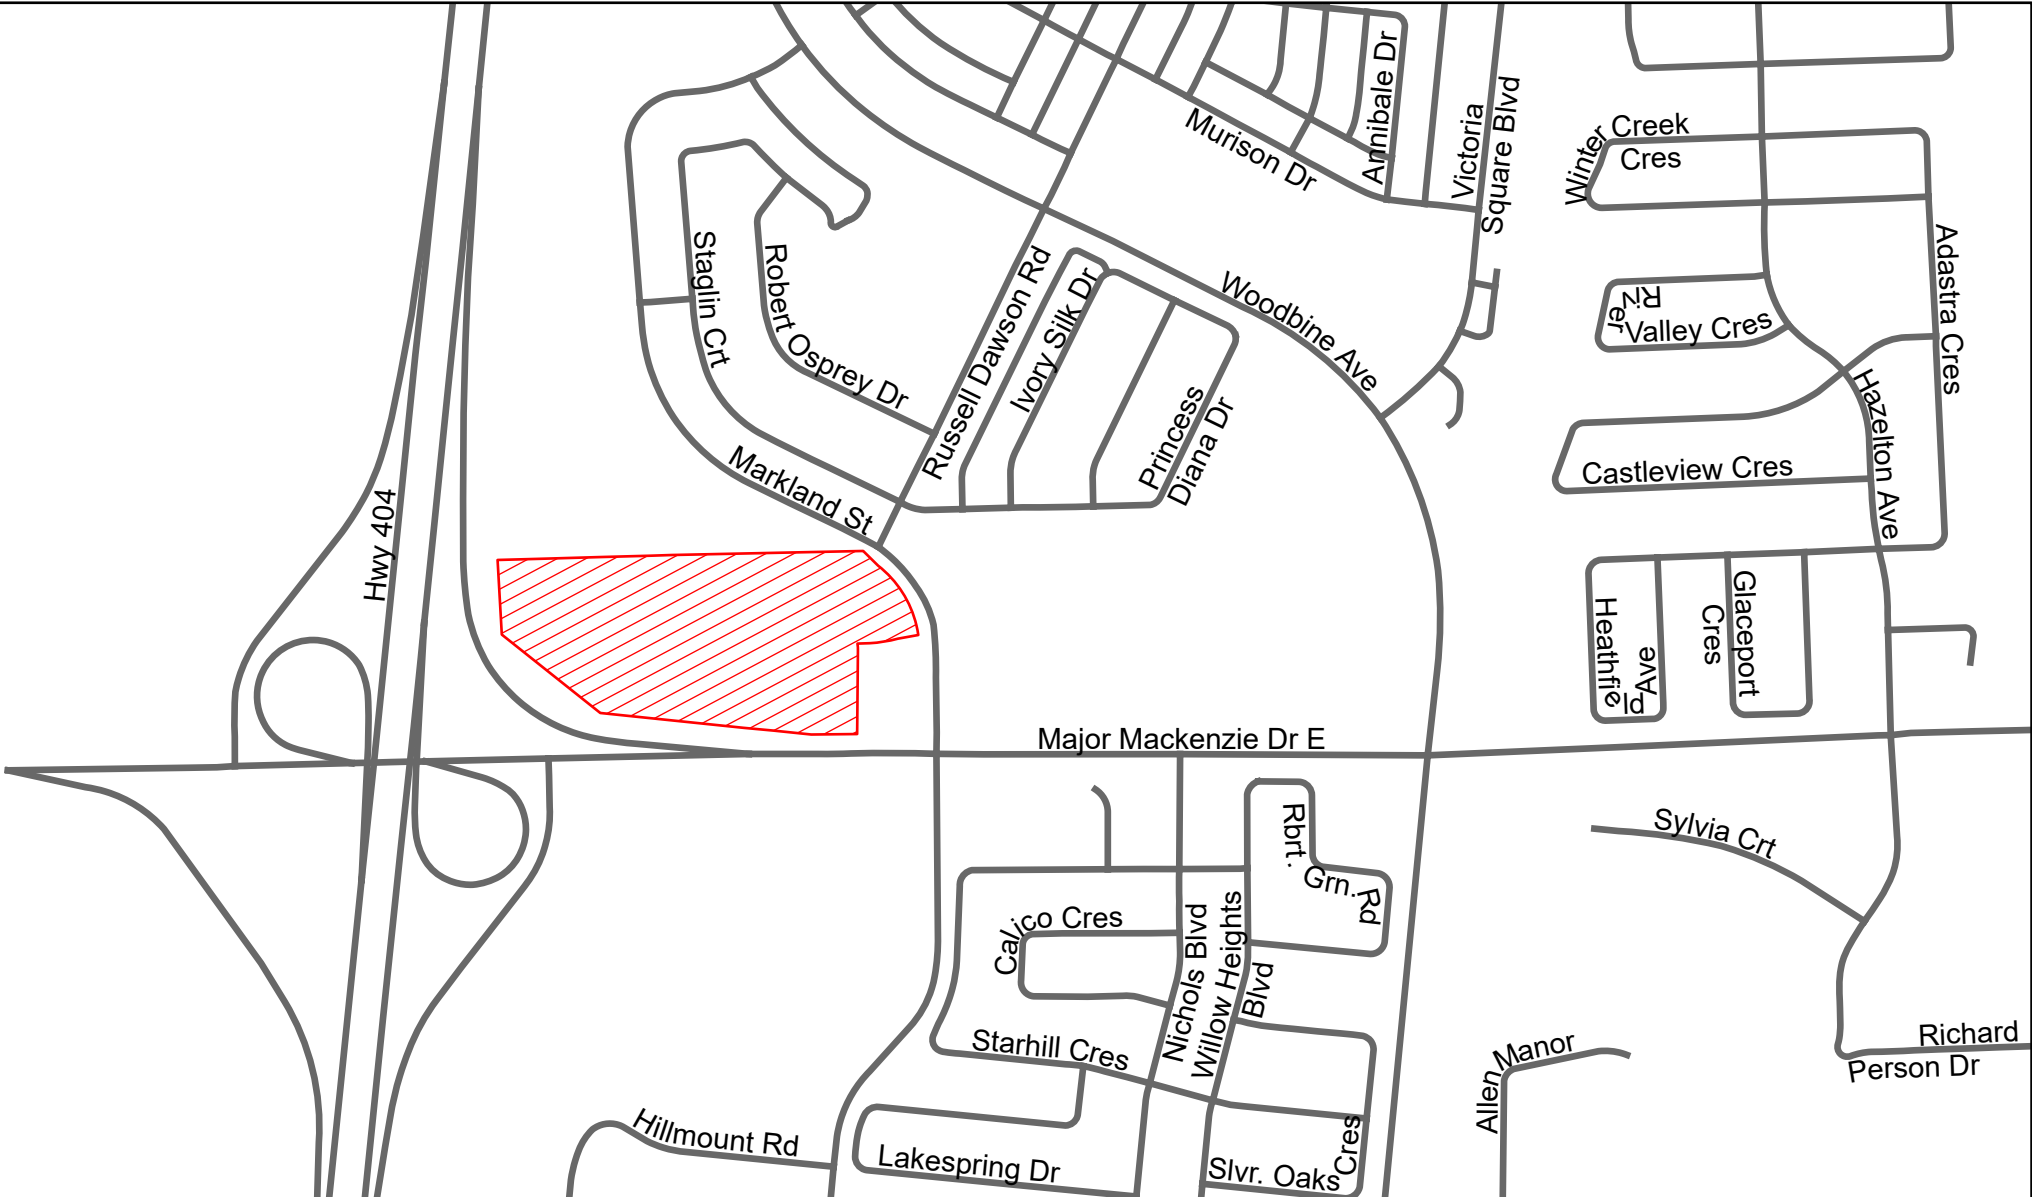 Annibale Dr
Victoria
Square Blvd
Murison Dr
Winter Creek
Cres
Adastra Cres
Staglin Crt
Robert Osprey Dr
Russell Dawson Rd
Ivory Silk Dr
Woodbine Ave
River
Valley Cres
Princess
Diana Dr
Hazelton Ave
Castleview Cres
Markland St
Hwy 404
Heathfield
Ave
Glaceport
Cres
Major Mackenzie Dr E
Rbrt. Grn. Rd
Sylvia Crt
Calico Cres
Nichols Blvd
Willow Heights
Blvd
Starhill Cres
Allen Manor
Richard
Person Dr
Hillmount Rd
Lakespring Dr
Slvr. Oaks Cres